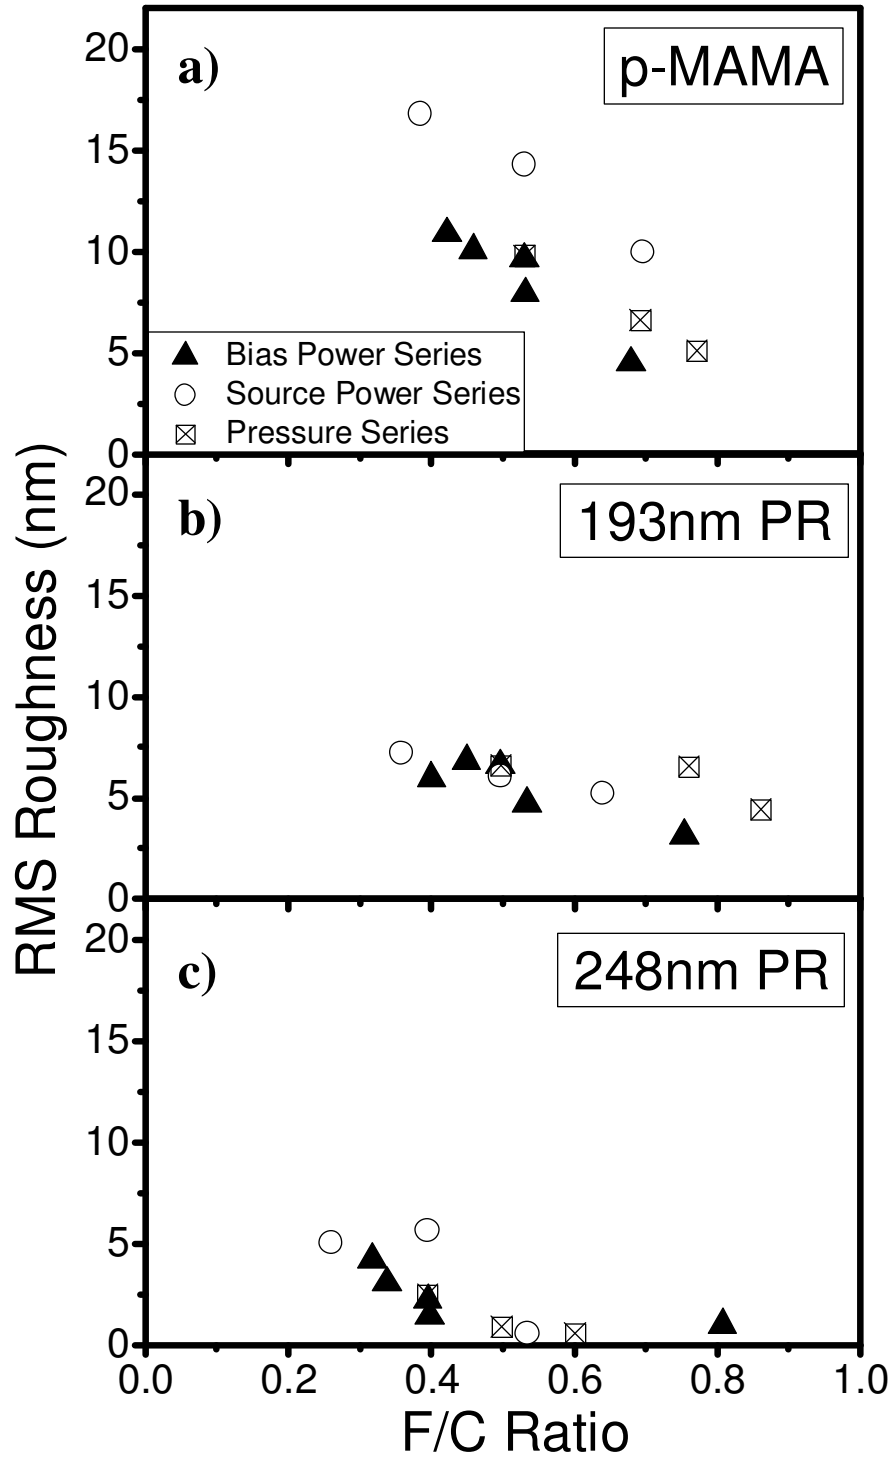 a)
p-MAMA
20
15
10
5
0
Bias Power Series
Source Power Series
Pressure Series
RMS Roughness (nm)
b)
193nm PR
20
15
10
5
0
c)
248nm PR
20
15
10
5
0
0.0 0.2 0.4 0.6 0.8 1.0
F/C Ratio